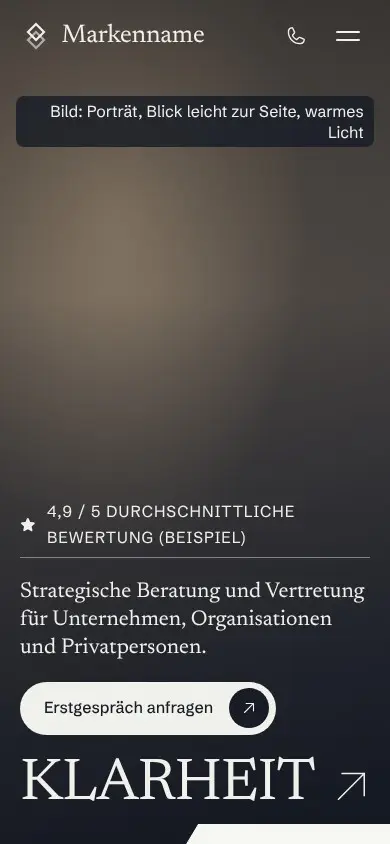 Markenname
Bild: Porträt, Blick leicht zur Seite, warmes
Licht
4,9 / 5 DURCHSCHNITTLICHE
BEWERTUNG (BEISPIEL)
Strategische Beratung und Vertretung
für Unternehmen, Organisationen
und Privatpersonen.
Erstgespräch anfragen
KLARHEIT